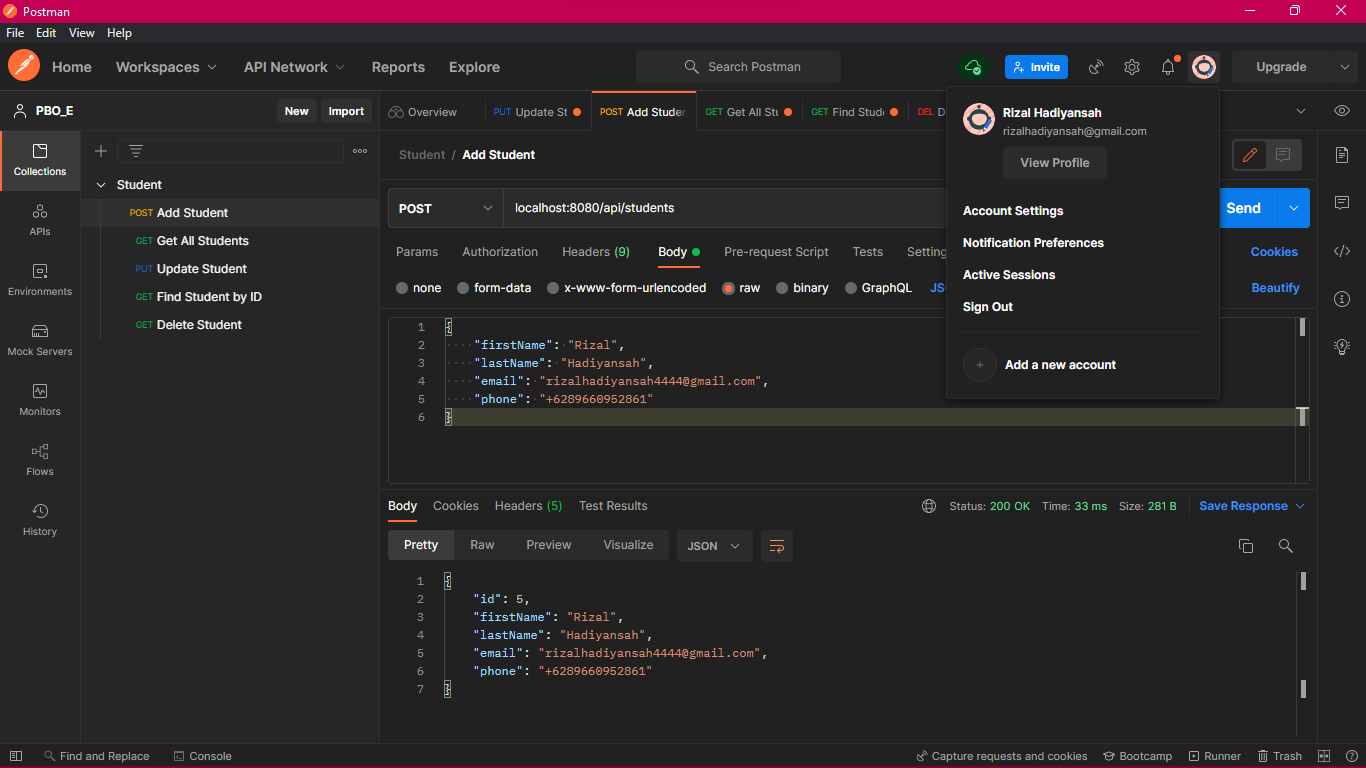 Postman
File Edit View Help
Home Workspaces API Network Reports Explore Search Postman Invite Upgrade
PBO_E New Import
Overview PUT Update St POST Add Studen GET Get All Stu GET Find Stude DEL D
Rizal Hadiyansah
rizalhadiyansah@gmail.com
View Profile
Account Settings
Notification Preferences
Active Sessions
Sign Out
Add a new account
Collections
APIs
Environments
Mock Servers
Monitors
Flows
History
Student
POST Add Student
GET Get All Students
PUT Update Student
GET Find Student by ID
GET Delete Student
Student / Add Student
POST localhost:8080/api/students Send
Params Authorization Headers (9) Body Pre-request Script Tests Setting Cookies
none form-data x-www-form-urlencoded raw binary GraphQL JS Beautify
1 {
2 "firstName": "Rizal",
3 "lastName": "Hadiyansah",
4 "email": "rizalhadiyansah4444@gmail.com",
5 "phone": "+6289660952861"
6 }
Body Cookies Headers (5) Test Results Status: 200 OK Time: 33 ms Size: 281 B Save Response
Pretty Raw Preview Visualize JSON
1 {
2 "id": 5,
3 "firstName": "Rizal",
4 "lastName": "Hadiyansah",
5 "email": "rizalhadiyansah4444@gmail.com",
6 "phone": "+6289660952861"
7 }
Find and Replace Console Capture requests and cookies Bootcamp Runner Trash